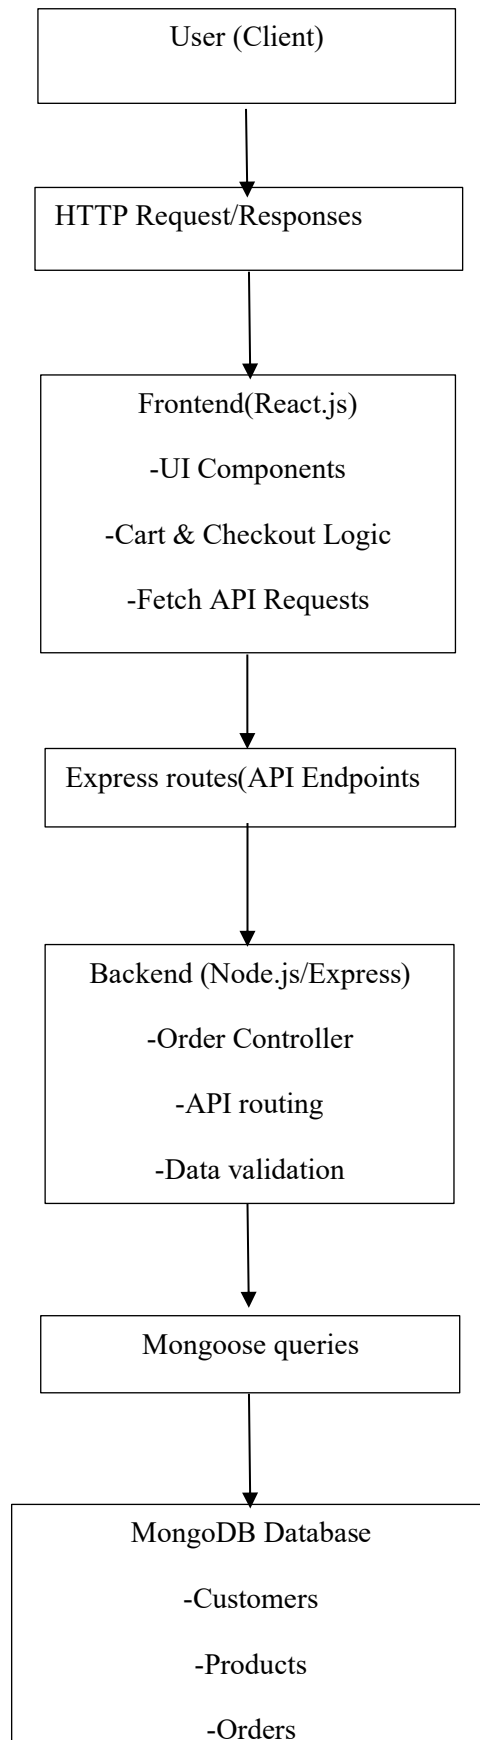 User (Client)
HTTP Request/Responses
Frontend(React.js)
-UI Components
-Cart & Checkout Logic
-Fetch API Requests
Express routes(API Endpoints
Backend (Node.js/Express)
-Order Controller
-API routing
-Data validation
Mongoose queries
MongoDB Database
-Customers
-Products
-Orders